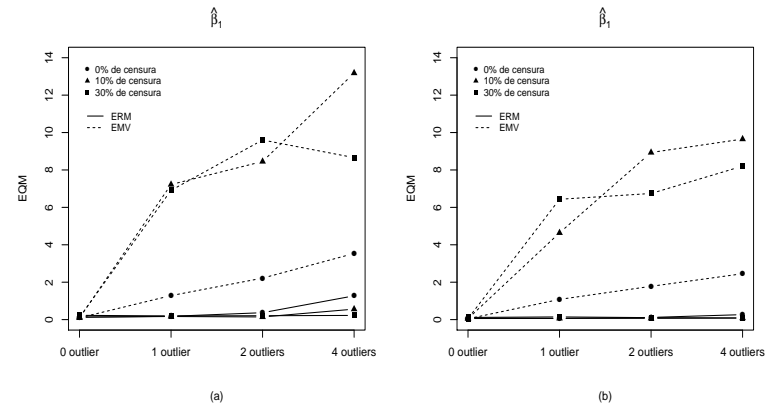 β̂₁
EQM
14
12
10
8
6
4
2
0
0% de censura
10% de censura
30% de censura
ERM
EMV
0 outlier
1 outlier
2 outliers
4 outliers
(a)
β̂₁
EQM
14
12
10
8
6
4
2
0
0% de censura
10% de censura
30% de censura
ERM
EMV
0 outlier
1 outlier
2 outliers
4 outliers
(b)